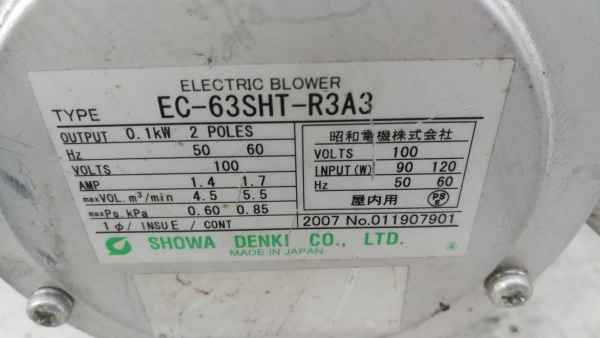 ELECTRIC BLOWER
TYPE EC-63SHT-R3A3
OUTPUT 0.1kW 2 POLES
Hz 50 60
VOLTS 100
AMP 1.4 1.7
maxVOL. m³/min 4.5 5.5
maxPs. kPa 0.60 0.85
1 φ/ INSU E / CONT
昭和電機株式会社
VOLTS 100
INPUT (W) 90 120
Hz 50 60
屋内用 PS E
2007 No.011907901
SHOWA DENKI CO., LTD.
MADE IN JAPAN